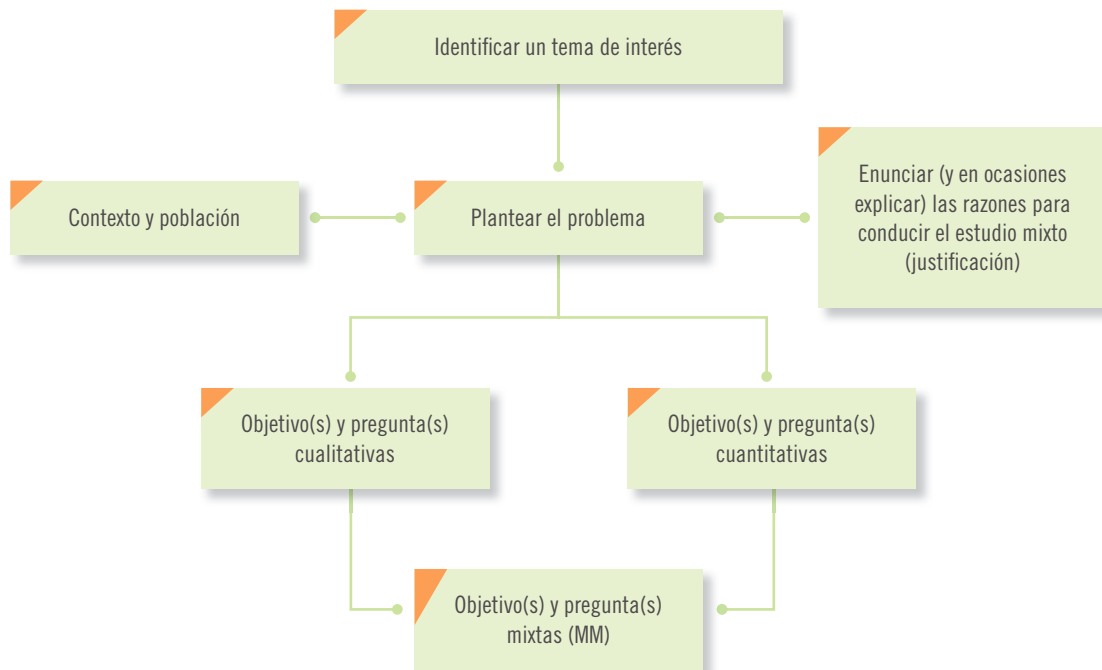 Identificar un tema de interés
Contexto y población
Plantear el problema
Enunciar (y en ocasiones
explicar) las razones para
conducir el estudio mixto
(justificación)
Objetivo(s) y pregunta(s)
cualitativas
Objetivo(s) y pregunta(s)
cuantitativas
Objetivo(s) y pregunta(s)
mixtas (MM)